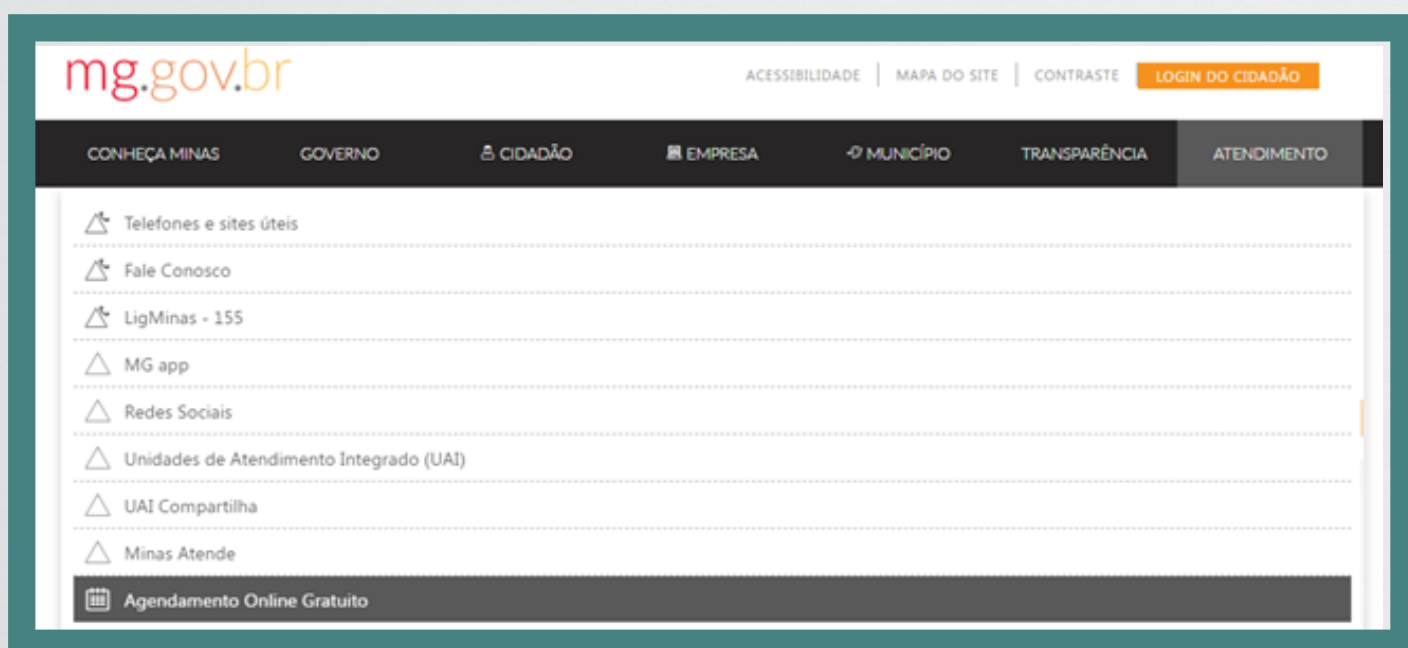 mg.gov.br
ACESSIBILIDADE | MAPA DO SITE | CONTRASTE LOGIN DO CIDADÃO
CONHEÇA MINAS GOVERNO CIDADÃO EMPRESA MUNICÍPIO TRANSPARÊNCIA ATENDIMENTO
Telefones e sites úteis
Fale Conosco
LigMinas - 155
MG app
Redes Sociais
Unidades de Atendimento Integrado (UAI)
UAI Compartilha
Minas Atende
Agendamento Online Gratuito